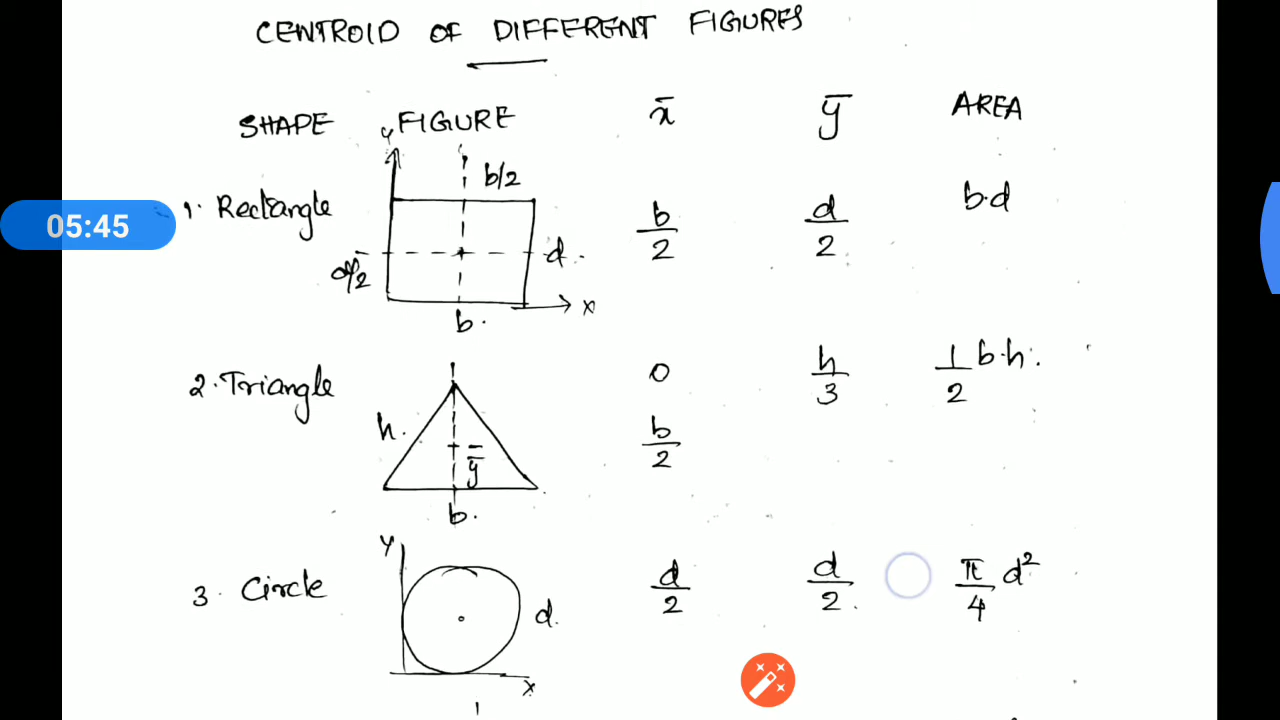 CENTROID OF DIFFERENT FIGURES
SHAPE FIGURE x̄ ȳ AREA
05:45
1. Rectangle y b/2 d/2 d. b. x b/2 d/2 b.d
2. Triangle h. ȳ b. 0 b/2 h/3 1/2 b.h.
3. Circle y d. x d/2 d/2. π/4 d²